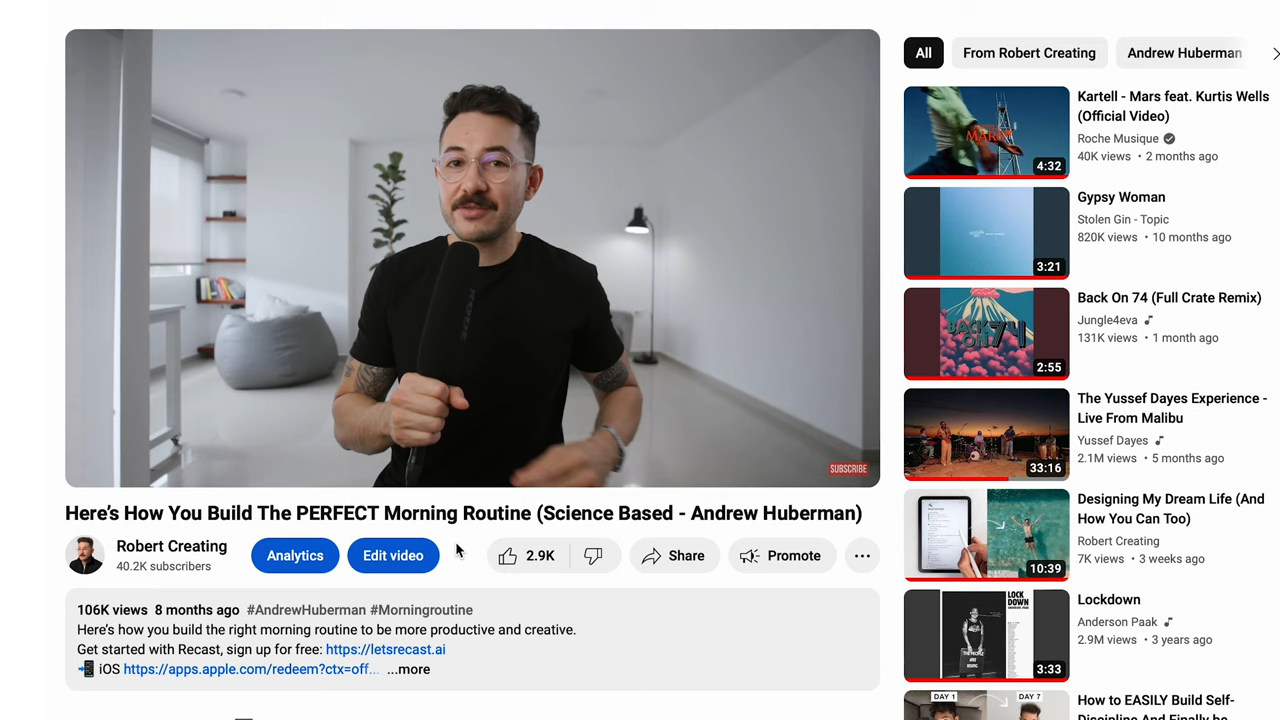 All
From Robert Creating
Andrew Huberman
RODE
SUBSCRIBE
Here's How You Build The PERFECT Morning Routine (Science Based - Andrew Huberman)
Robert Creating
40.2K subscribers
Analytics
Edit video
2.9K
Share
Promote
106K views 8 months ago #AndrewHuberman #Morningroutine
Here's how you build the right morning routine to be more productive and creative.
Get started with Recast, sign up for free: https://letsrecast.ai
📲 iOS https://apps.apple.com/redeem?ctx=off... ...more
MARS
4:32
Kartell - Mars feat. Kurtis Wells
(Official Video)
Roche Musique
40K views • 2 months ago
3:21
Gypsy Woman
Stolen Gin - Topic
820K views • 10 months ago
BACK
ON 74
2:55
Back On 74 (Full Crate Remix)
Jungle4eva
131K views • 1 month ago
33:16
The Yussef Dayes Experience -
Live From Malibu
Yussef Dayes
2.1M views • 5 months ago
10:39
Designing My Dream Life (And
How You Can Too)
Robert Creating
7K views • 3 weeks ago
LOCK
DOWN
3:33
Lockdown
Anderson Paak
2.9M views • 3 years ago
DAY 1
DAY 7
How to EASILY Build Self-
Discipline And Finally be